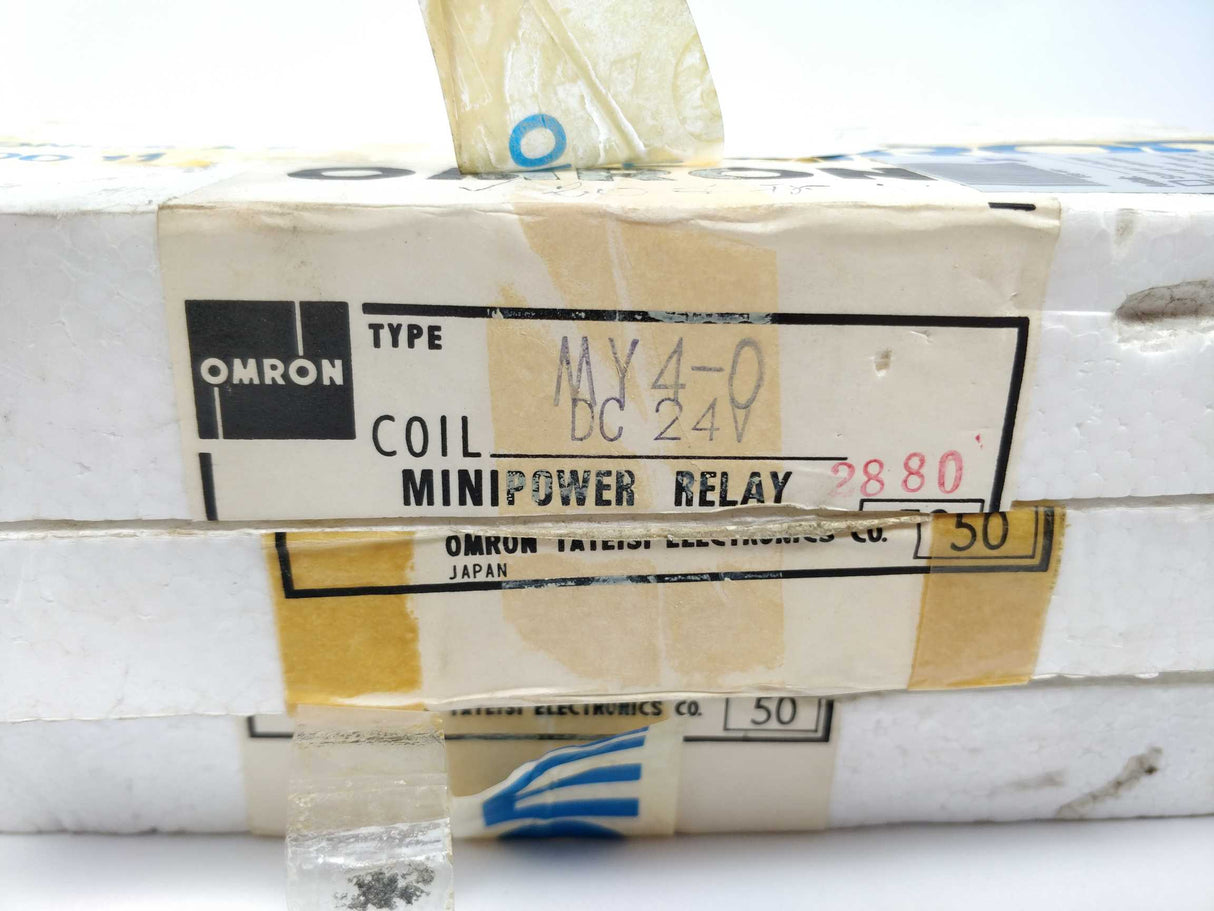 OMRON
OMRON
TYPE MY4-0
COIL DC 24V
MINIPOWER RELAY 2880
OMRON TATEISI ELECTRONICS CO. 50
JAPAN
TATEISI ELECTRONICS CO. 50